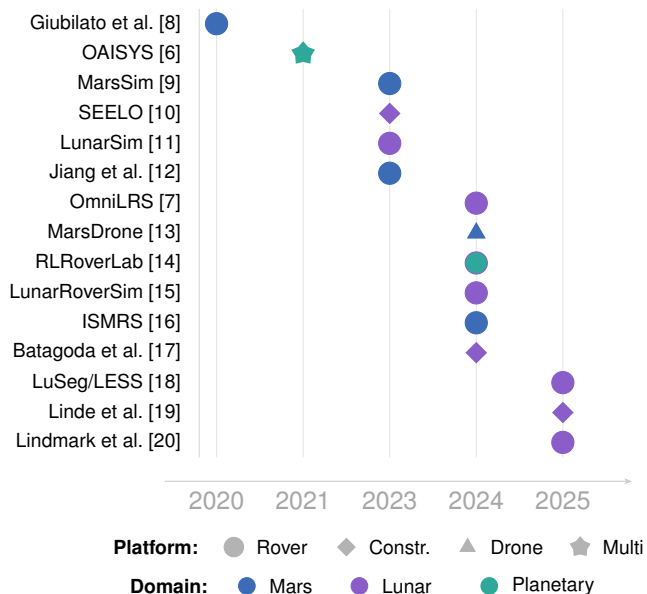 Giubilato et al. [8]
OAISYS [6]
MarsSim [9]
SEELO [10]
LunarSim [11]
Jiang et al. [12]
OmniLRS [7]
MarsDrone [13]
RLRoverLab [14]
LunarRoverSim [15]
ISMRS [16]
Batagoda et al. [17]
LuSeg/LESS [18]
Linde et al. [19]
Lindmark et al. [20]
2020 2021 2023 2024 2025
Platform: Rover Constr. Drone Multi
Domain: Mars Lunar Planetary